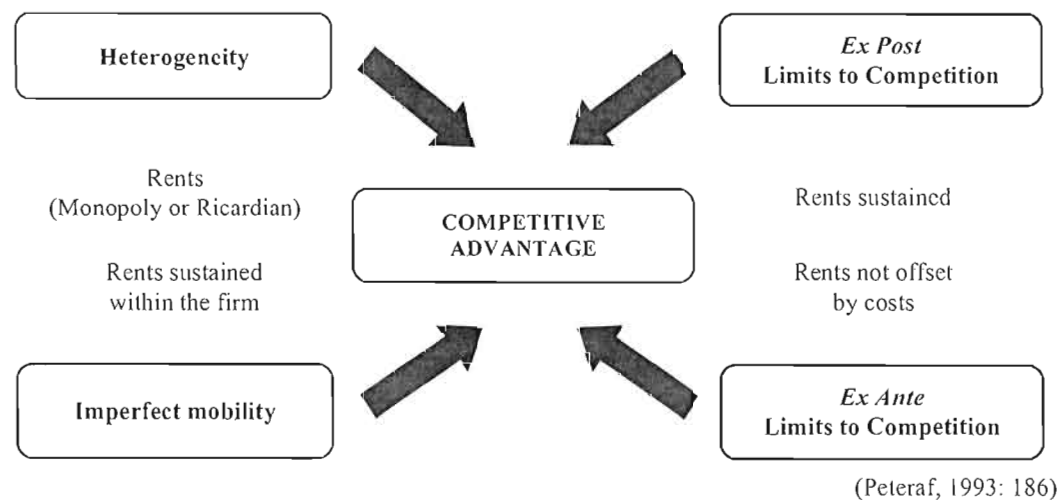 Heterogencity
Ex Post
Limits to Competition
Rents
(Monopoly or Ricardian)
Rents sustained
COMPETITIVE
ADVANTAGE
Rents sustained
within the firm
Rents not offset
by costs
Imperfect mobility
Ex Ante
Limits to Competition
(Peteraf, 1993: 186)